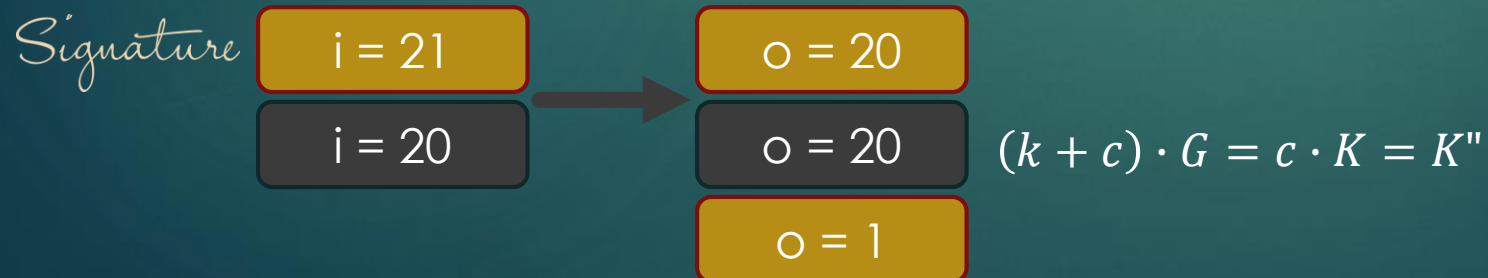 Signature
i = 21
i = 20
o = 20
o = 20
o = 1
(k + c) · G = c · K = K"